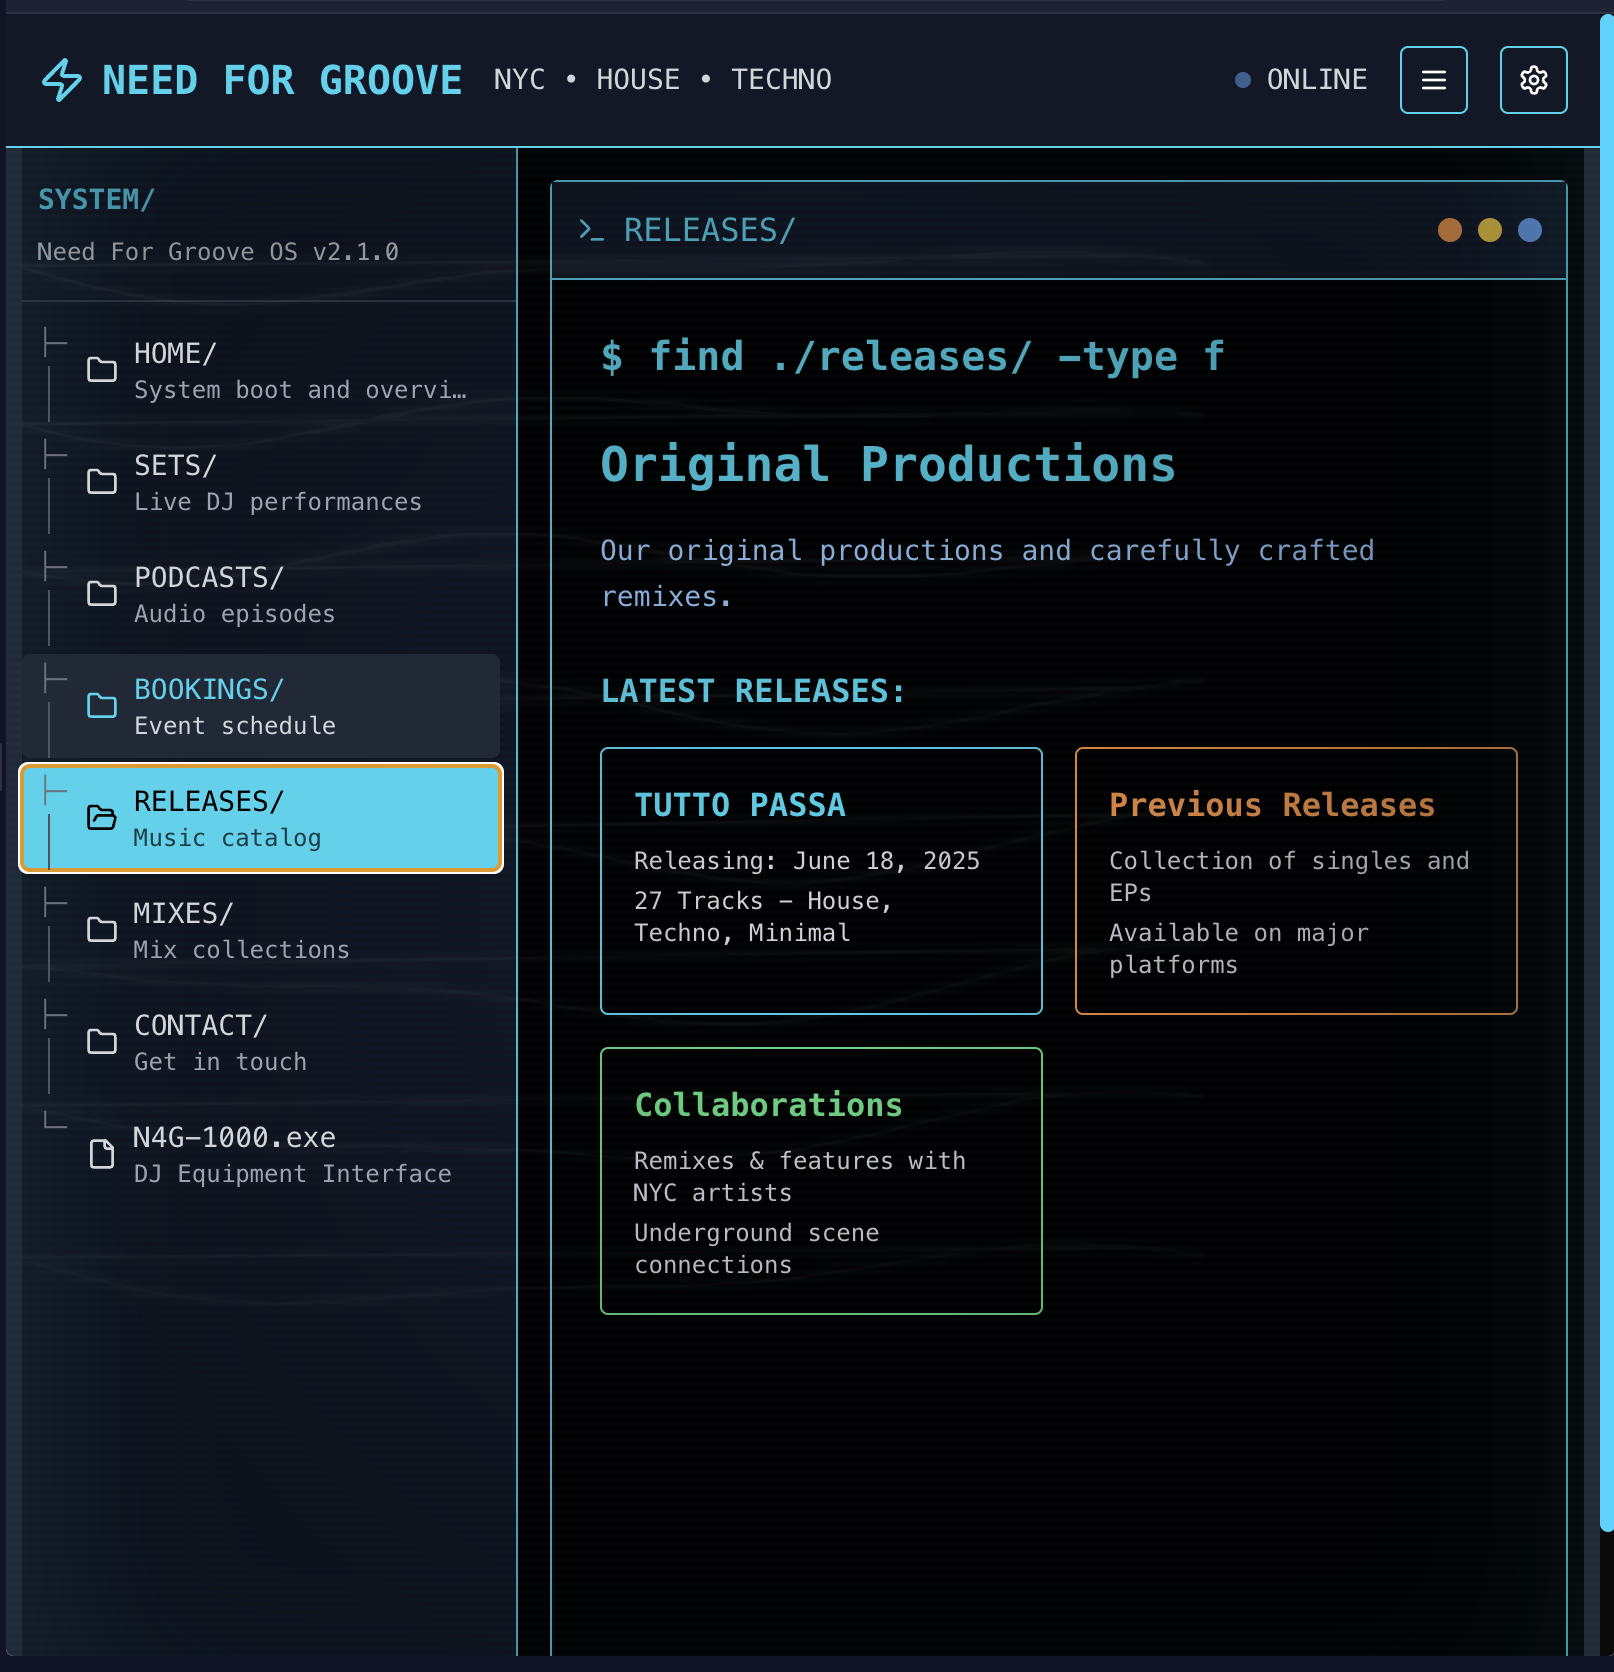 NEED FOR GROOVE NYC • HOUSE • TECHNO
ONLINE
SYSTEM/
Need For Groove OS v2.1.0
HOME/
System boot and overvi…
SETS/
Live DJ performances
PODCASTS/
Audio episodes
BOOKINGS/
Event schedule
RELEASES/
Music catalog
MIXES/
Mix collections
CONTACT/
Get in touch
N4G-1000.exe
DJ Equipment Interface
RELEASES/
$ find ./releases/ -type f
Original Productions
Our original productions and carefully crafted
remixes.
LATEST RELEASES:
TUTTO PASSA
Releasing: June 18, 2025
27 Tracks - House,
Techno, Minimal
Previous Releases
Collection of singles and
EPs
Available on major
platforms
Collaborations
Remixes & features with
NYC artists
Underground scene
connections